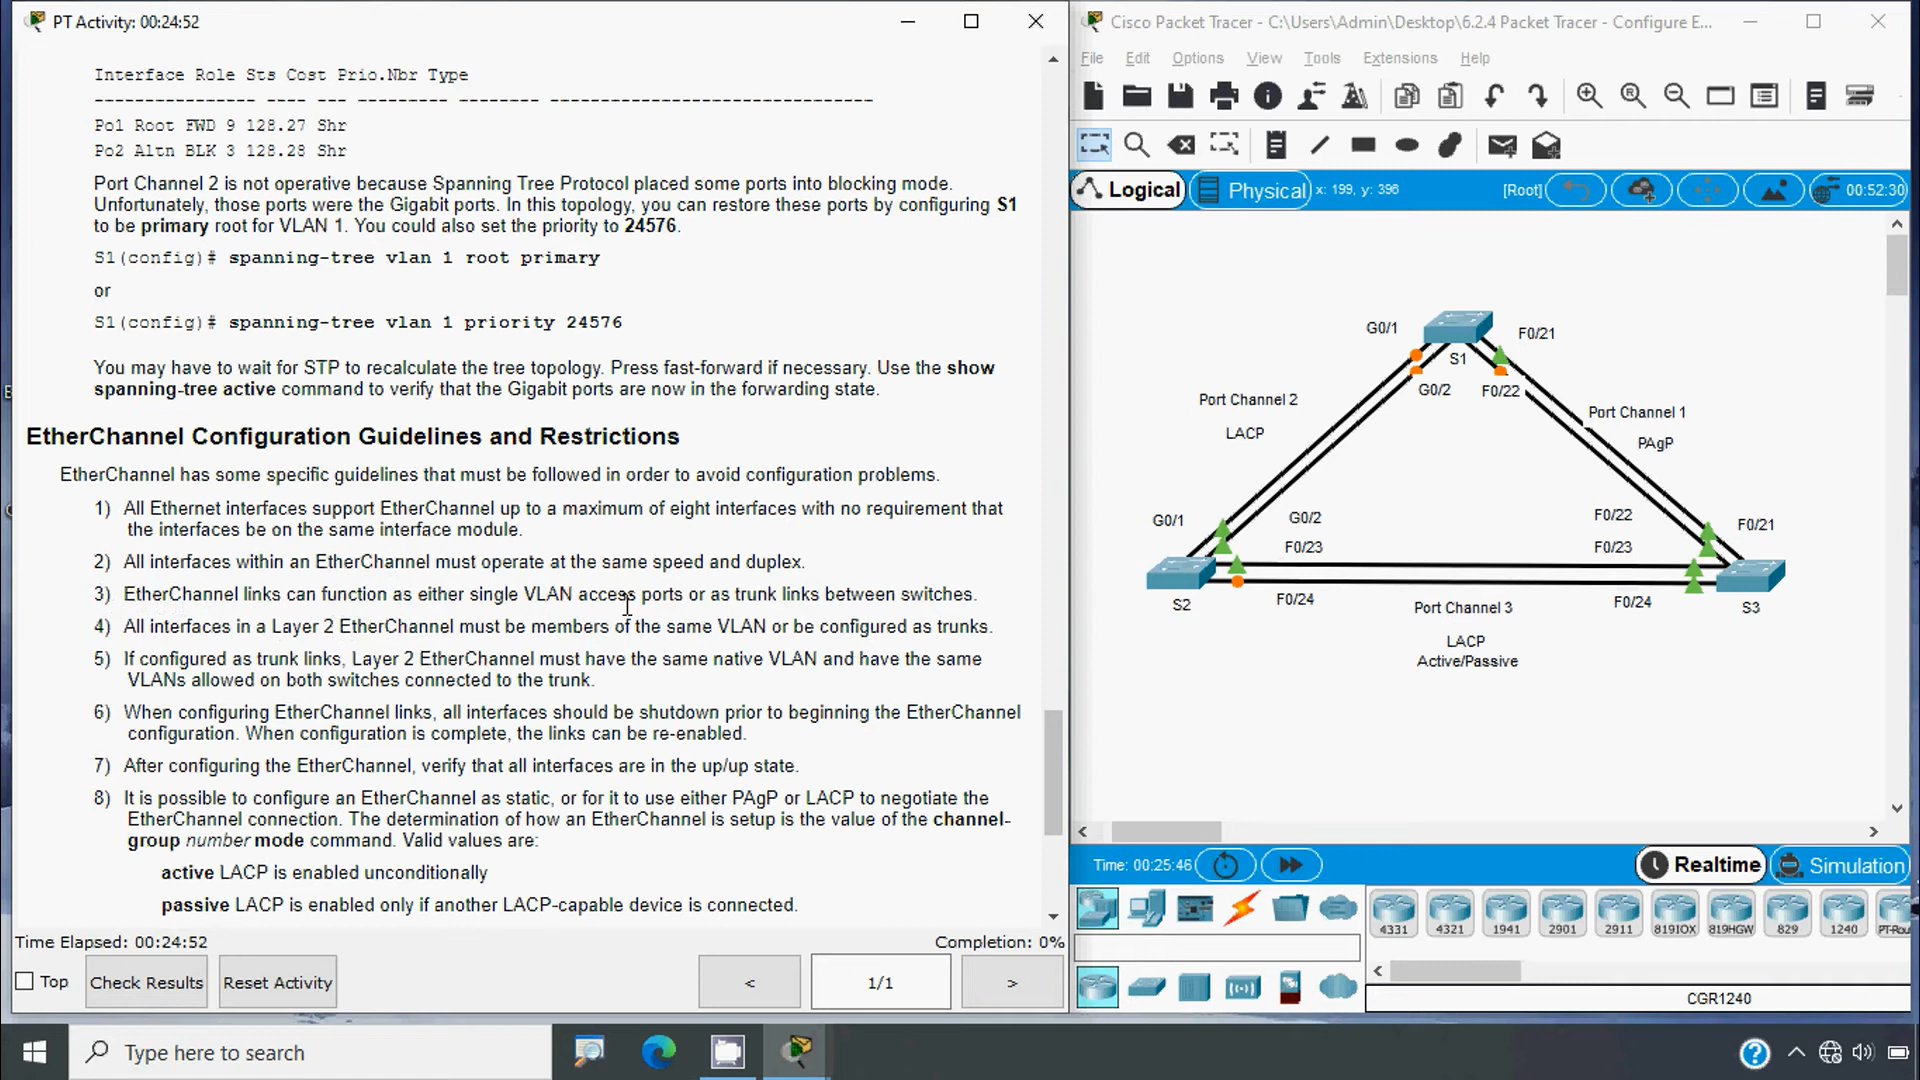 PT Activity: 00:24:52
Interface Role Sts Cost Prio.Nbr Type
---------------- ---- --- --------- -------- --------------------------------
Po1 Root FWD 9 128.27 Shr
Po2 Altn BLK 3 128.28 Shr
Port Channel 2 is not operative because Spanning Tree Protocol placed some ports into blocking mode.
Unfortunately, those ports were the Gigabit ports. In this topology, you can restore these ports by configuring S1
to be primary root for VLAN 1. You could also set the priority to 24576.
S1(config)# spanning-tree vlan 1 root primary
or
S1(config)# spanning-tree vlan 1 priority 24576
You may have to wait for STP to recalculate the tree topology. Press fast-forward if necessary. Use the show
spanning-tree active command to verify that the Gigabit ports are now in the forwarding state.
EtherChannel Configuration Guidelines and Restrictions
EtherChannel has some specific guidelines that must be followed in order to avoid configuration problems.
1) All Ethernet interfaces support EtherChannel up to a maximum of eight interfaces with no requirement that
the interfaces be on the same interface module.
2) All interfaces within an EtherChannel must operate at the same speed and duplex.
3) EtherChannel links can function as either single VLAN access ports or as trunk links between switches.
4) All interfaces in a Layer 2 EtherChannel must be members of the same VLAN or be configured as trunks.
5) If configured as trunk links, Layer 2 EtherChannel must have the same native VLAN and have the same
VLANs allowed on both switches connected to the trunk.
6) When configuring EtherChannel links, all interfaces should be shutdown prior to beginning the EtherChannel
configuration. When configuration is complete, the links can be re-enabled.
7) After configuring the EtherChannel, verify that all interfaces are in the up/up state.
8) It is possible to configure an EtherChannel as static, or for it to use either PAgP or LACP to negotiate the
EtherChannel connection. The determination of how an EtherChannel is setup is the value of the channel-
group number mode command. Valid values are:
active LACP is enabled unconditionally
passive LACP is enabled only if another LACP-capable device is connected.
Time Elapsed: 00:24:52
Completion: 0%
Top
Check Results
Reset Activity
<
1/1
>
Cisco Packet Tracer - C:\Users\Admin\Desktop\6.2.4 Packet Tracer - Configure E...
File Edit Options View Tools Extensions Help
Logical
Physical
x: 199, y: 396
[Root]
00:52:30
G0/1
F0/21
S1
G0/2
F0/22
Port Channel 2
LACP
Port Channel 1
PAgP
G0/1
G0/2
F0/23
F0/22
F0/23
F0/21
S2
F0/24
Port Channel 3
F0/24
S3
LACP
Active/Passive
Time: 00:25:46
Realtime
Simulation
4331
4321
1941
2901
2911
819IOX
819HGW
829
1240
PT-Rou
CGR1240
Type here to search